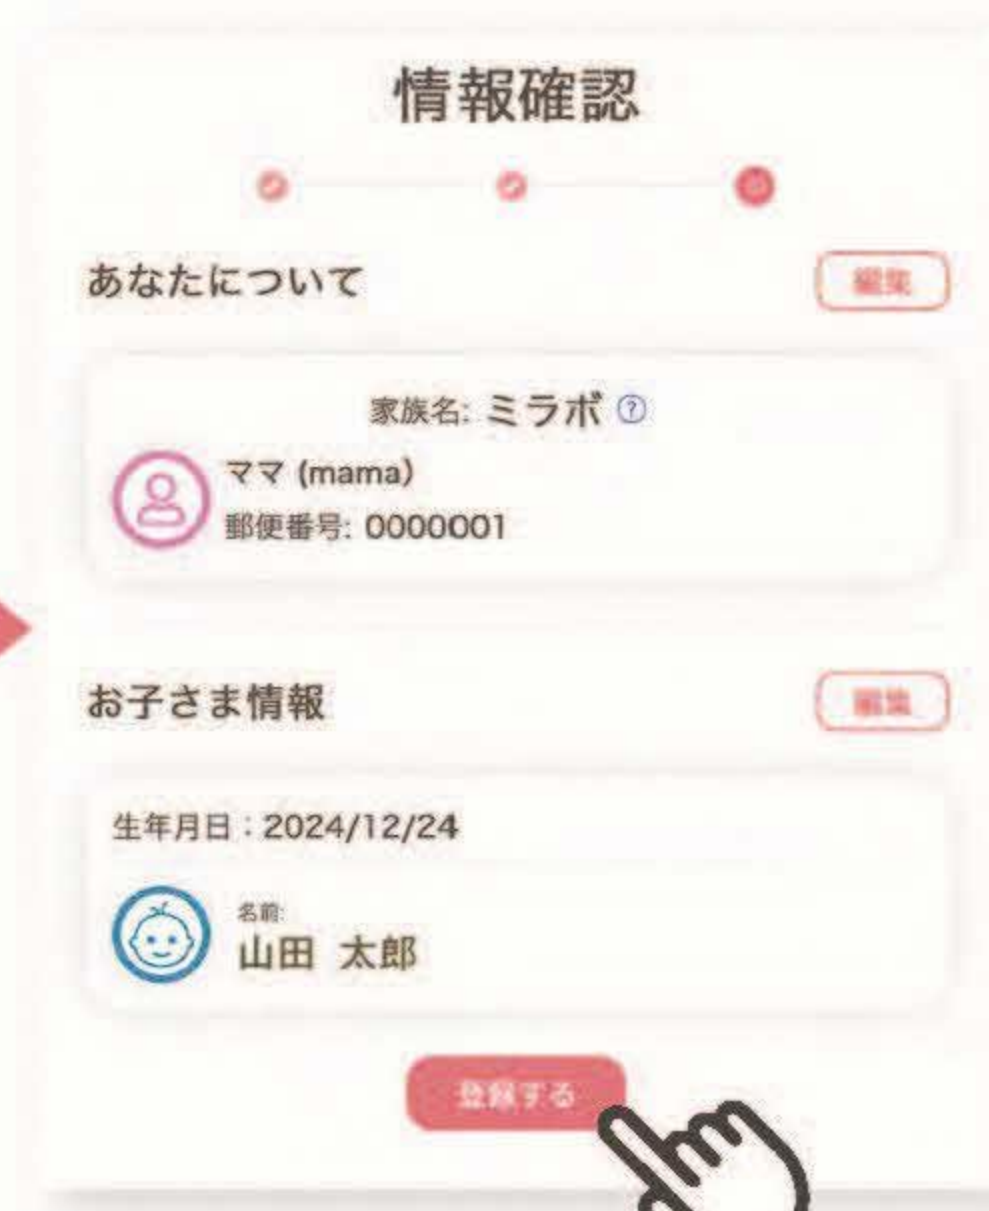 情報確認
あなたについて
編集
家族名: ミラボ ?
ママ (mama)
郵便番号: 0000001
お子さま情報
編集
生年月日：2024/12/24
名前:
山田 太郎
登録する